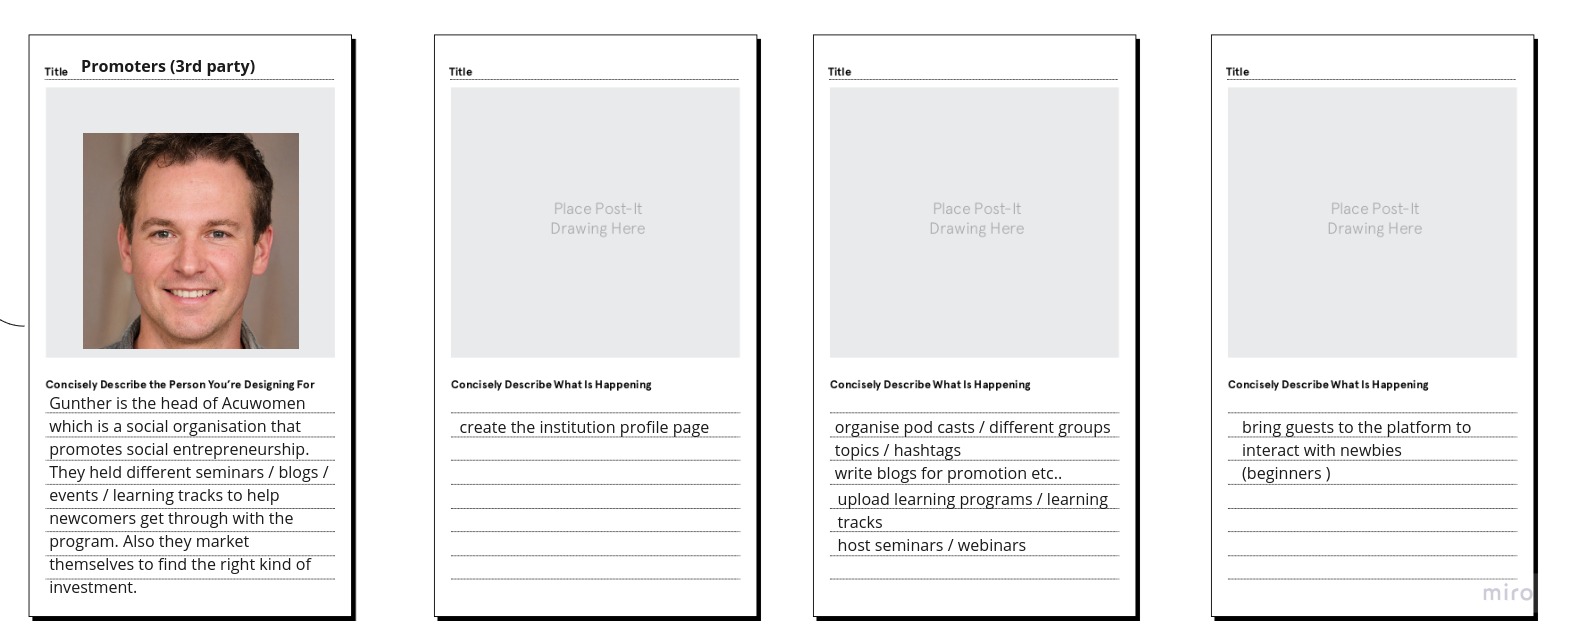 Title Promoters (3rd party)
Concisely Describe the Person You're Designing For
Gunther is the head of Acuwomen
which is a social organisation that
promotes social entrepreneurship.
They held different seminars / blogs /
events / learning tracks to help
newcomers get through with the
program. Also they market
themselves to find the right kind of
investment.
Title
Place Post-It
Drawing Here
Concisely Describe What Is Happening
create the institution profile page
Title
Place Post-It
Drawing Here
Concisely Describe What Is Happening
organise pod casts / different groups
topics / hashtags
write blogs for promotion etc..
upload learning programs / learning
tracks
host seminars / webinars
Title
Place Post-It
Drawing Here
Concisely Describe What Is Happening
bring guests to the platform to
interact with newbies
(beginners )
miro